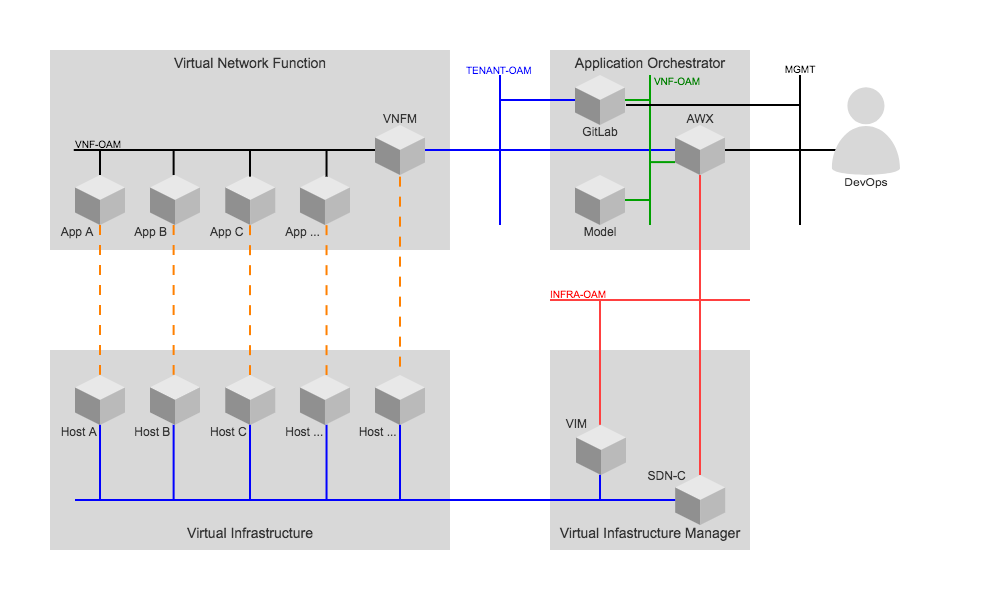 Virtual Network Function
Application Orchestrator
TENANT-OAM
MGMT
VNF-OAM
VNFM
AWX
GitLab
VNF-OAM
DevOps
App A
App B
App C
App ...
Model
INFRA-OAM
Host A
Host B
Host C
Host ...
Host ...
VIM
SDN-C
Virtual Infrastructure
Virtual Infastructure Manager